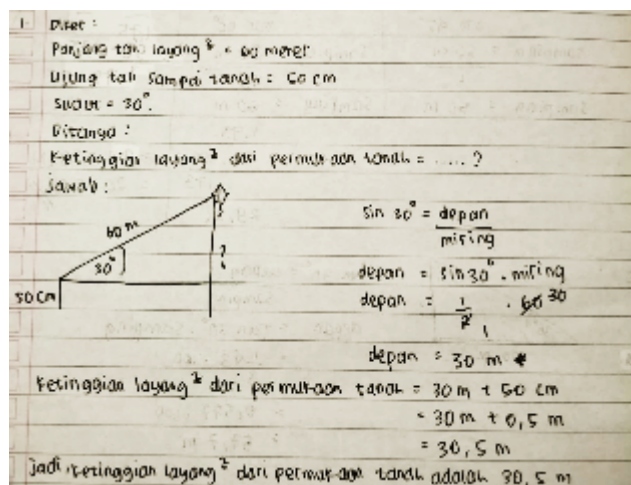 1. Diket :
Panjang tali layang² = 60 meter
Ujung tali sampai tanah = 50 cm
Sudut = 30°.
Ditanya :
Ketinggian layang² dari permukaan tanah = ..... ?
Jawab :
60 m
30°
?
50 cm
sin 30° = depan
miring
depan = sin 30° . miring
depan = 1/2 . 60 30
1
depan = 30 m
Ketinggian layang² dari permukaan tanah = 30 m + 50 cm
= 30 m + 0,5 m
= 30,5 m
Jadi, ketinggian layang² dari permukaan tanah adalah 30,5 m